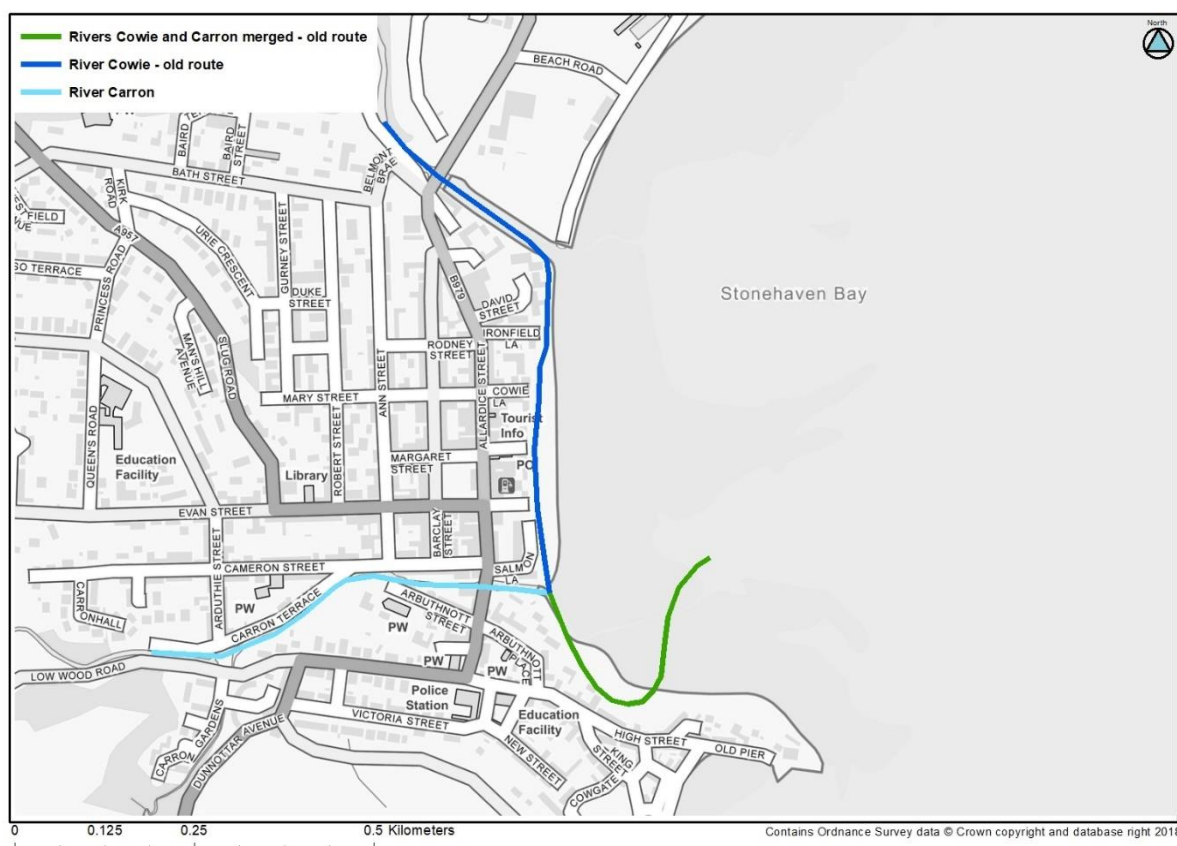 Rivers Cowie and Carron merged - old route
River Cowie - old route
River Carron
North
BEACH ROAD
PW
BAIRD
BAIRD
STREET
BELMONT
BRAE
BATH STREET
KIRK
ROAD
FIELD
A957
URIE CRESCENT
GURNEY STREET
SO TERRACE
PRINCESS ROAD
B979
DUKE
STREET
DAVID
STREET
Stonehaven Bay
MAN'S HILL
AVENUE
SLUG ROAD
ANN STREET
RODNEY
STREET
IRONFIELD
LA
ALLARDICE STREET
MARY STREET
COWIE
LA
Tourist
Info
QUEEN'S ROAD
ROBERT STREET
Education
Facility
Library
MARGARET
STREET
PO
EVAN STREET
BARCLAY
STREET
ARDUTHIE STREET
CAMERON STREET
SALM
LA
ON
CARRONHALL
CARRON TERRACE
PW
ARBUTHNOTT
STREET
PW
ARBUTHNOTT
PLACE
PW
PW
LOW WOOD ROAD
Police
Station
VICTORIA STREET
Education
Facility
CARRON
GARDENS
DUNNOTTAR AVENUE
NEW STREET
HIGH STREET
KING
STREET
OLD PIER
COWGATE
0 0.125 0.25 0.5 Kilometers
Contains Ordnance Survey data © Crown copyright and database right 2018